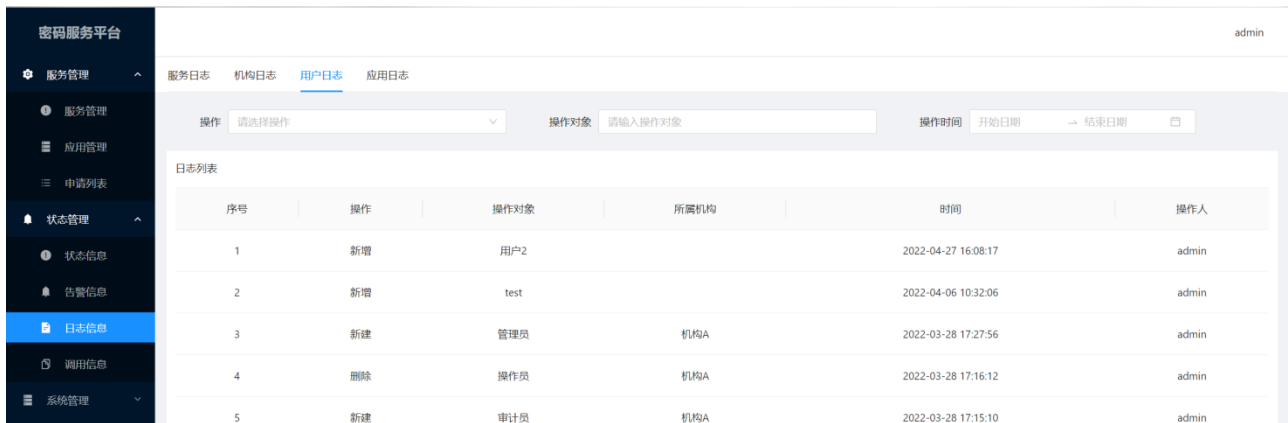 密码服务平台
admin
服务管理
服务管理
应用管理
申请列表
状态管理
状态信息
告警信息
日志信息
调用信息
系统管理
服务日志 机构日志 用户日志 应用日志
操作 请选择操作 操作对象 请输入操作对象 操作时间 开始日期 → 结束日期
日志列表
序号 操作 操作对象 所属机构 时间 操作人
1 新增 用户2 2022-04-27 16:08:17 admin
2 新增 test 2022-04-06 10:32:06 admin
3 新建 管理员 机构A 2022-03-28 17:27:56 admin
4 删除 操作员 机构A 2022-03-28 17:16:12 admin
5 新建 审计员 机构A 2022-03-28 17:15:10 admin